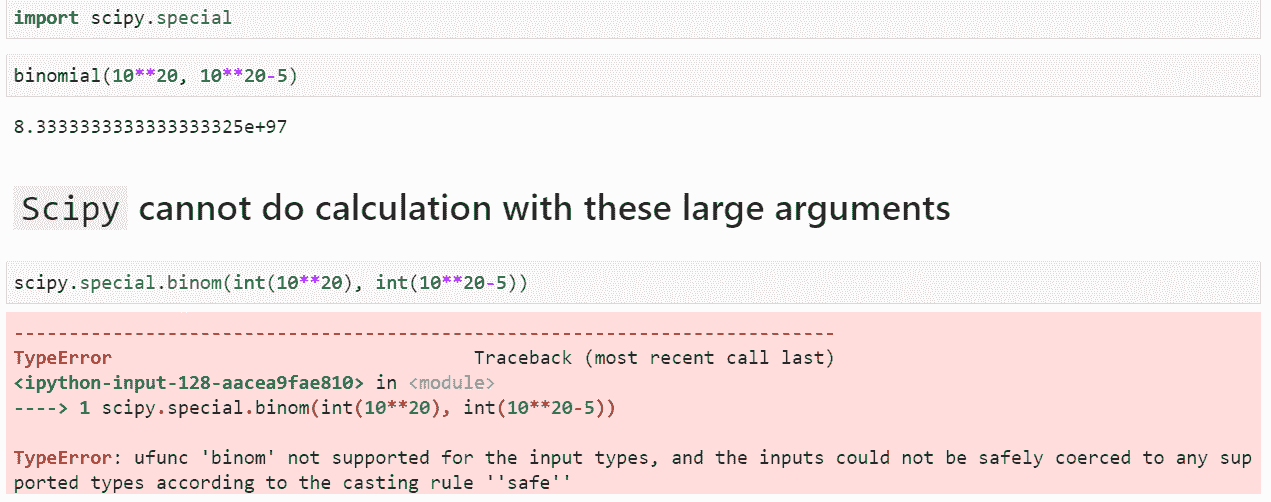 import scipy.special
binomial(10**20, 10**20-5)
8.3333333333333333325e+97
Scipy cannot do calculation with these large arguments
scipy.special.binom(int(10**20), int(10**20-5))
---------------------------------------------------------------------------
TypeError                                 Traceback (most recent call last)
<ipython-input-128-aacea9fae810> in <module>
----> 1 scipy.special.binom(int(10**20), int(10**20-5))
TypeError: ufunc 'binom' not supported for the input types, and the inputs could not be safely coerced to any sup
ported types according to the casting rule ''safe''